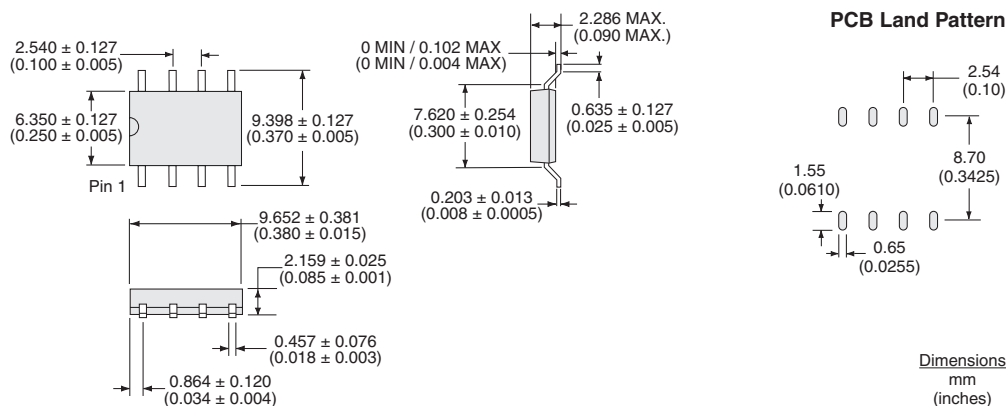 2.540 ± 0.127
(0.100 ± 0.005)
6.350 ± 0.127
(0.250 ± 0.005)
9.398 ± 0.127
(0.370 ± 0.005)
Pin 1
9.652 ± 0.381
(0.380 ± 0.015)
2.159 ± 0.025
(0.085 ± 0.001)
0.457 ± 0.076
(0.018 ± 0.003)
0.864 ± 0.120
(0.034 ± 0.004)
2.286 MAX.
(0.090 MAX.)
0 MIN / 0.102 MAX
(0 MIN / 0.004 MAX)
7.620 ± 0.254
(0.300 ± 0.010)
0.635 ± 0.127
(0.025 ± 0.005)
0.203 ± 0.013
(0.008 ± 0.0005)
PCB Land Pattern
2.54
(0.10)
8.70
(0.3425)
1.55
(0.0610)
0.65
(0.0255)
Dimensions
mm
(inches)